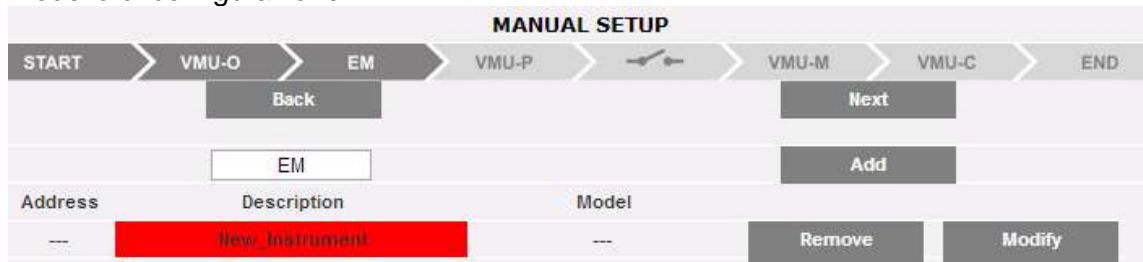 MANUAL SETUP
START VMU-O EM VMU-P VMU-M VMU-C END
Back Next
EM Add
Address Description Model
--- New_Instrument --- Remove Modify